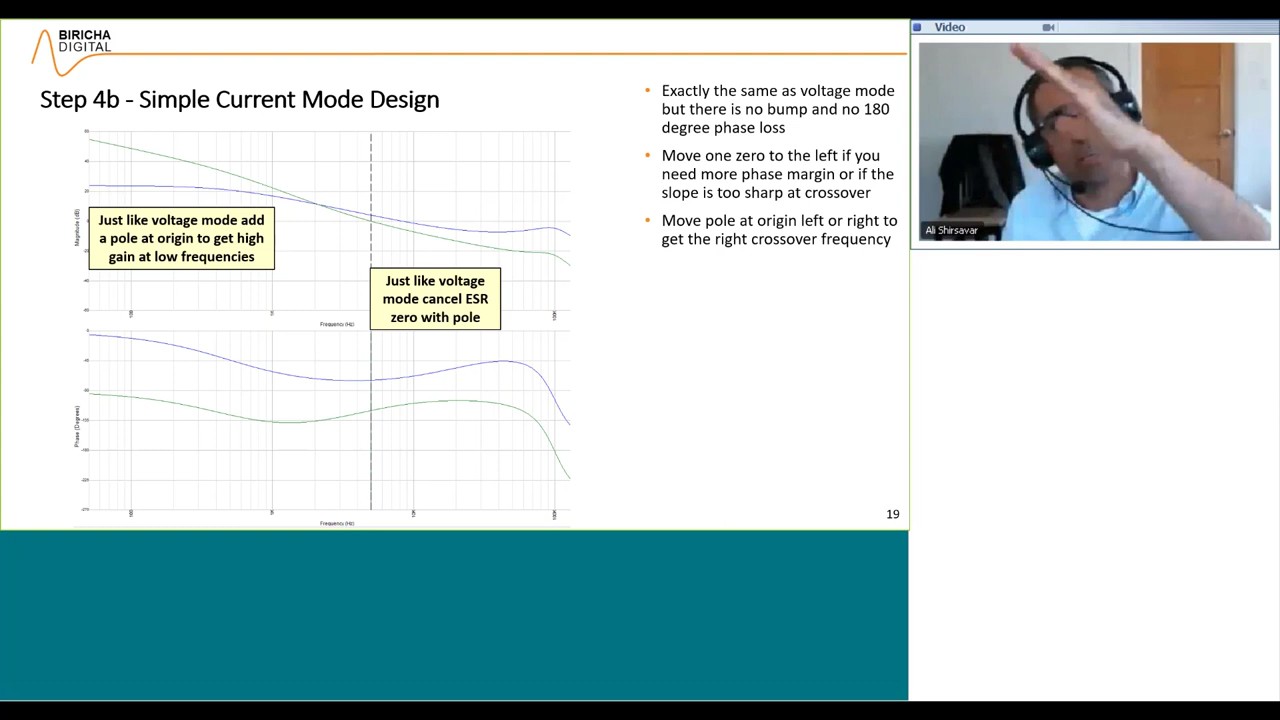 BIRICHA
DIGITAL
Step 4b - Simple Current Mode Design
Just like voltage mode add
a pole at origin to get high
gain at low frequencies
Just like voltage
mode cancel ESR
zero with pole
Magnitude (dB)
Frequency (Hz)
Phase (Degrees)
Frequency (Hz)
Exactly the same as voltage mode
but there is no bump and no 180
degree phase loss
Move one zero to the left if you
need more phase margin or if the
slope is too sharp at crossover
Move pole at origin left or right to
get the right crossover frequency
19
Video
Ali Shirsavar